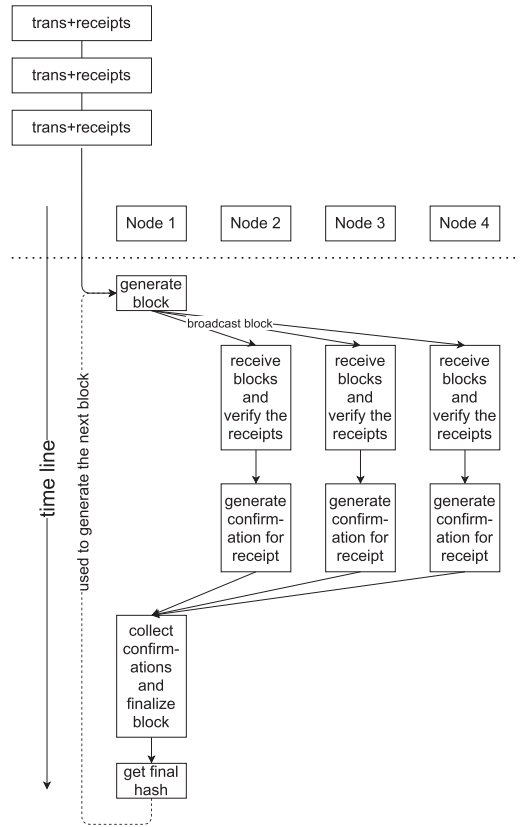 trans+receipts
trans+receipts
trans+receipts
Node 1
Node 2
Node 3
Node 4
generate
block
broadcast block
receive
blocks
and
verify the
receipts
receive
blocks
and
verify the
receipts
receive
blocks
and
verify the
receipts
time line
used to generate the next block
generate
confirm-
ation for
receipt
generate
confirm-
ation for
receipt
generate
confirm-
ation for
receipt
collect
confirm-
ations
and
finalize
block
get final
hash